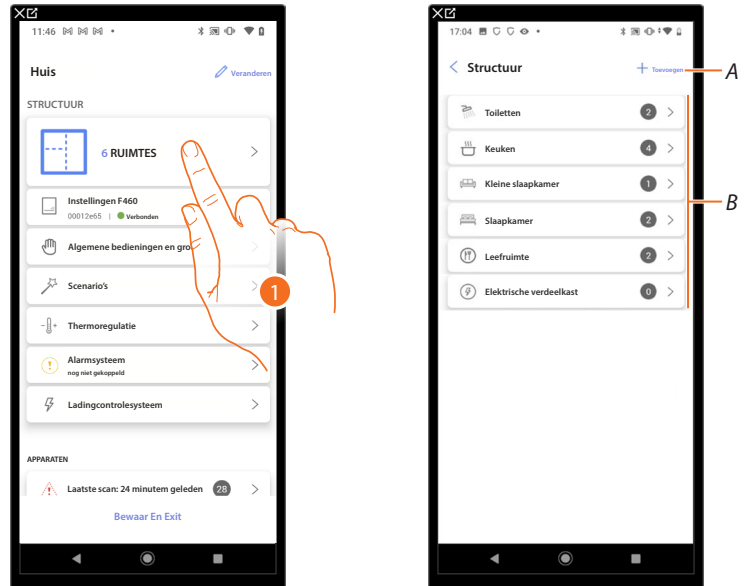 11:46
Huis
Veranderen
STRUCTUUR
6 RUIMTES
Instellingen F460
00012e65 | Verbonden
Algemene bedieningen en gro
Scenario's
1
Thermoregulatie
Alarmsysteem
nog niet gekoppeld
Ladingcontrolesysteem
APPARATEN
Laatste scan: 24 minutem geleden 28
Bewaar En Exit
17:04
Structuur
Toevoegen
A
Toiletten 2
Keuken 4
Kleine slaapkamer 1
B
Slaapkamer 2
Leefruimte 2
Elektrische verdeelkast 0